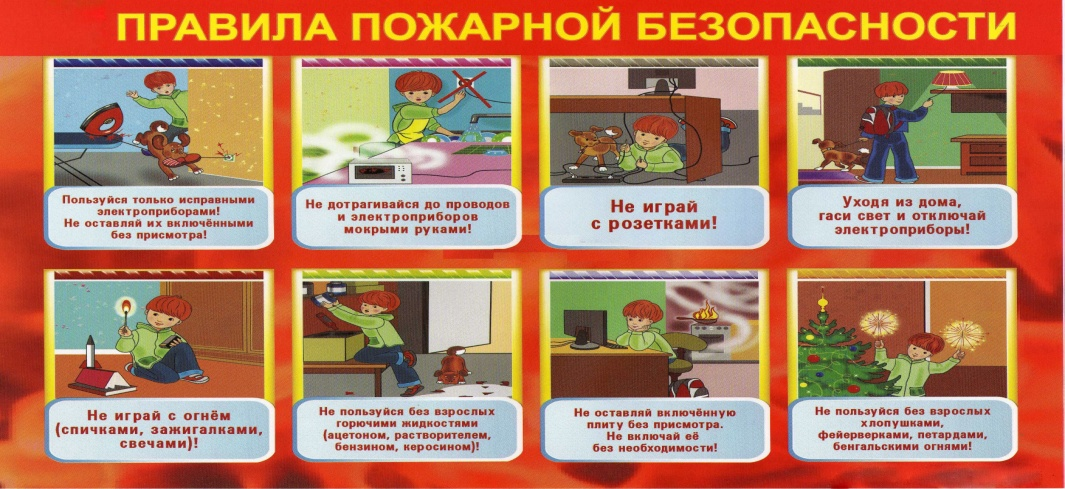 ПРАВИЛА ПОЖАРНОЙ БЕЗОПАСНОСТИ
Пользуйся только исправными
электроприборами!
Не оставляй их включёнными
без присмотра!
Не дотрагивайся до проводов
и электроприборов
мокрыми руками!
Не играй
с розетками!
Уходя из дома,
гаси свет и отключай
электроприборы!
Не играй с огнём
(спичками, зажигалками,
свечами)!
Не пользуйся без взрослых
горючими жидкостями
(ацетоном, растворителем,
бензином, керосином)!
Не оставляй включённую
плиту без присмотра.
Не включай её
без необходимости!
Не пользуйся без взрослых
хлопушками,
фейерверками, петардами,
бенгальскими огнями!